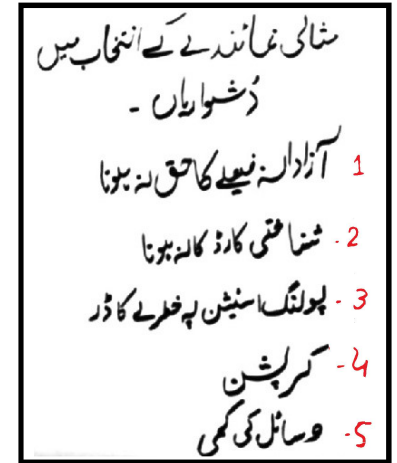 مثالی نمائندے کے انتخاب میں
دُشواریاں -
1 آزادانہ فیصلے کا حق نہ ہونا
2- شناختی کارڈ کا نہ ہونا
3- پولنگ اسٹیشن پہ خطرے کا ڈر
4- کرپشن
5- وسائل کی کمی